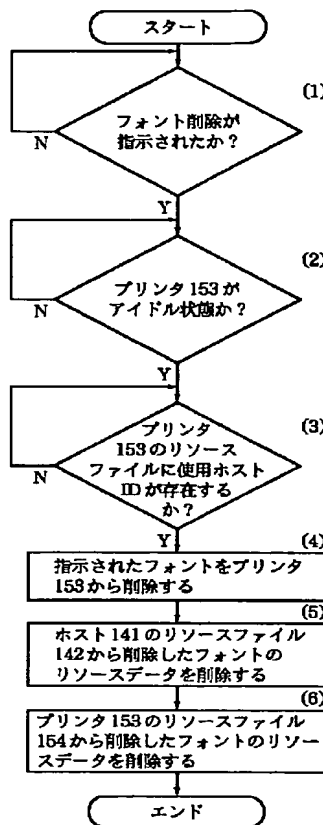 スタート
(1)
フォント削除が
指示されたか?
N
Y
(2)
プリンタ153が
アイドル状態か?
N
Y
(3)
プリンタ
153のリソース
ファイルに使用ホスト
IDが存在する
か?
N
Y
(4)
指示されたフォントをプリンタ
153から削除する
(5)
ホスト141のリソースファイル
142から削除したフォントの
リソースデータを削除する
(6)
プリンタ153のリソースファイル
154から削除したフォントのリソー
スデータを削除する
エンド